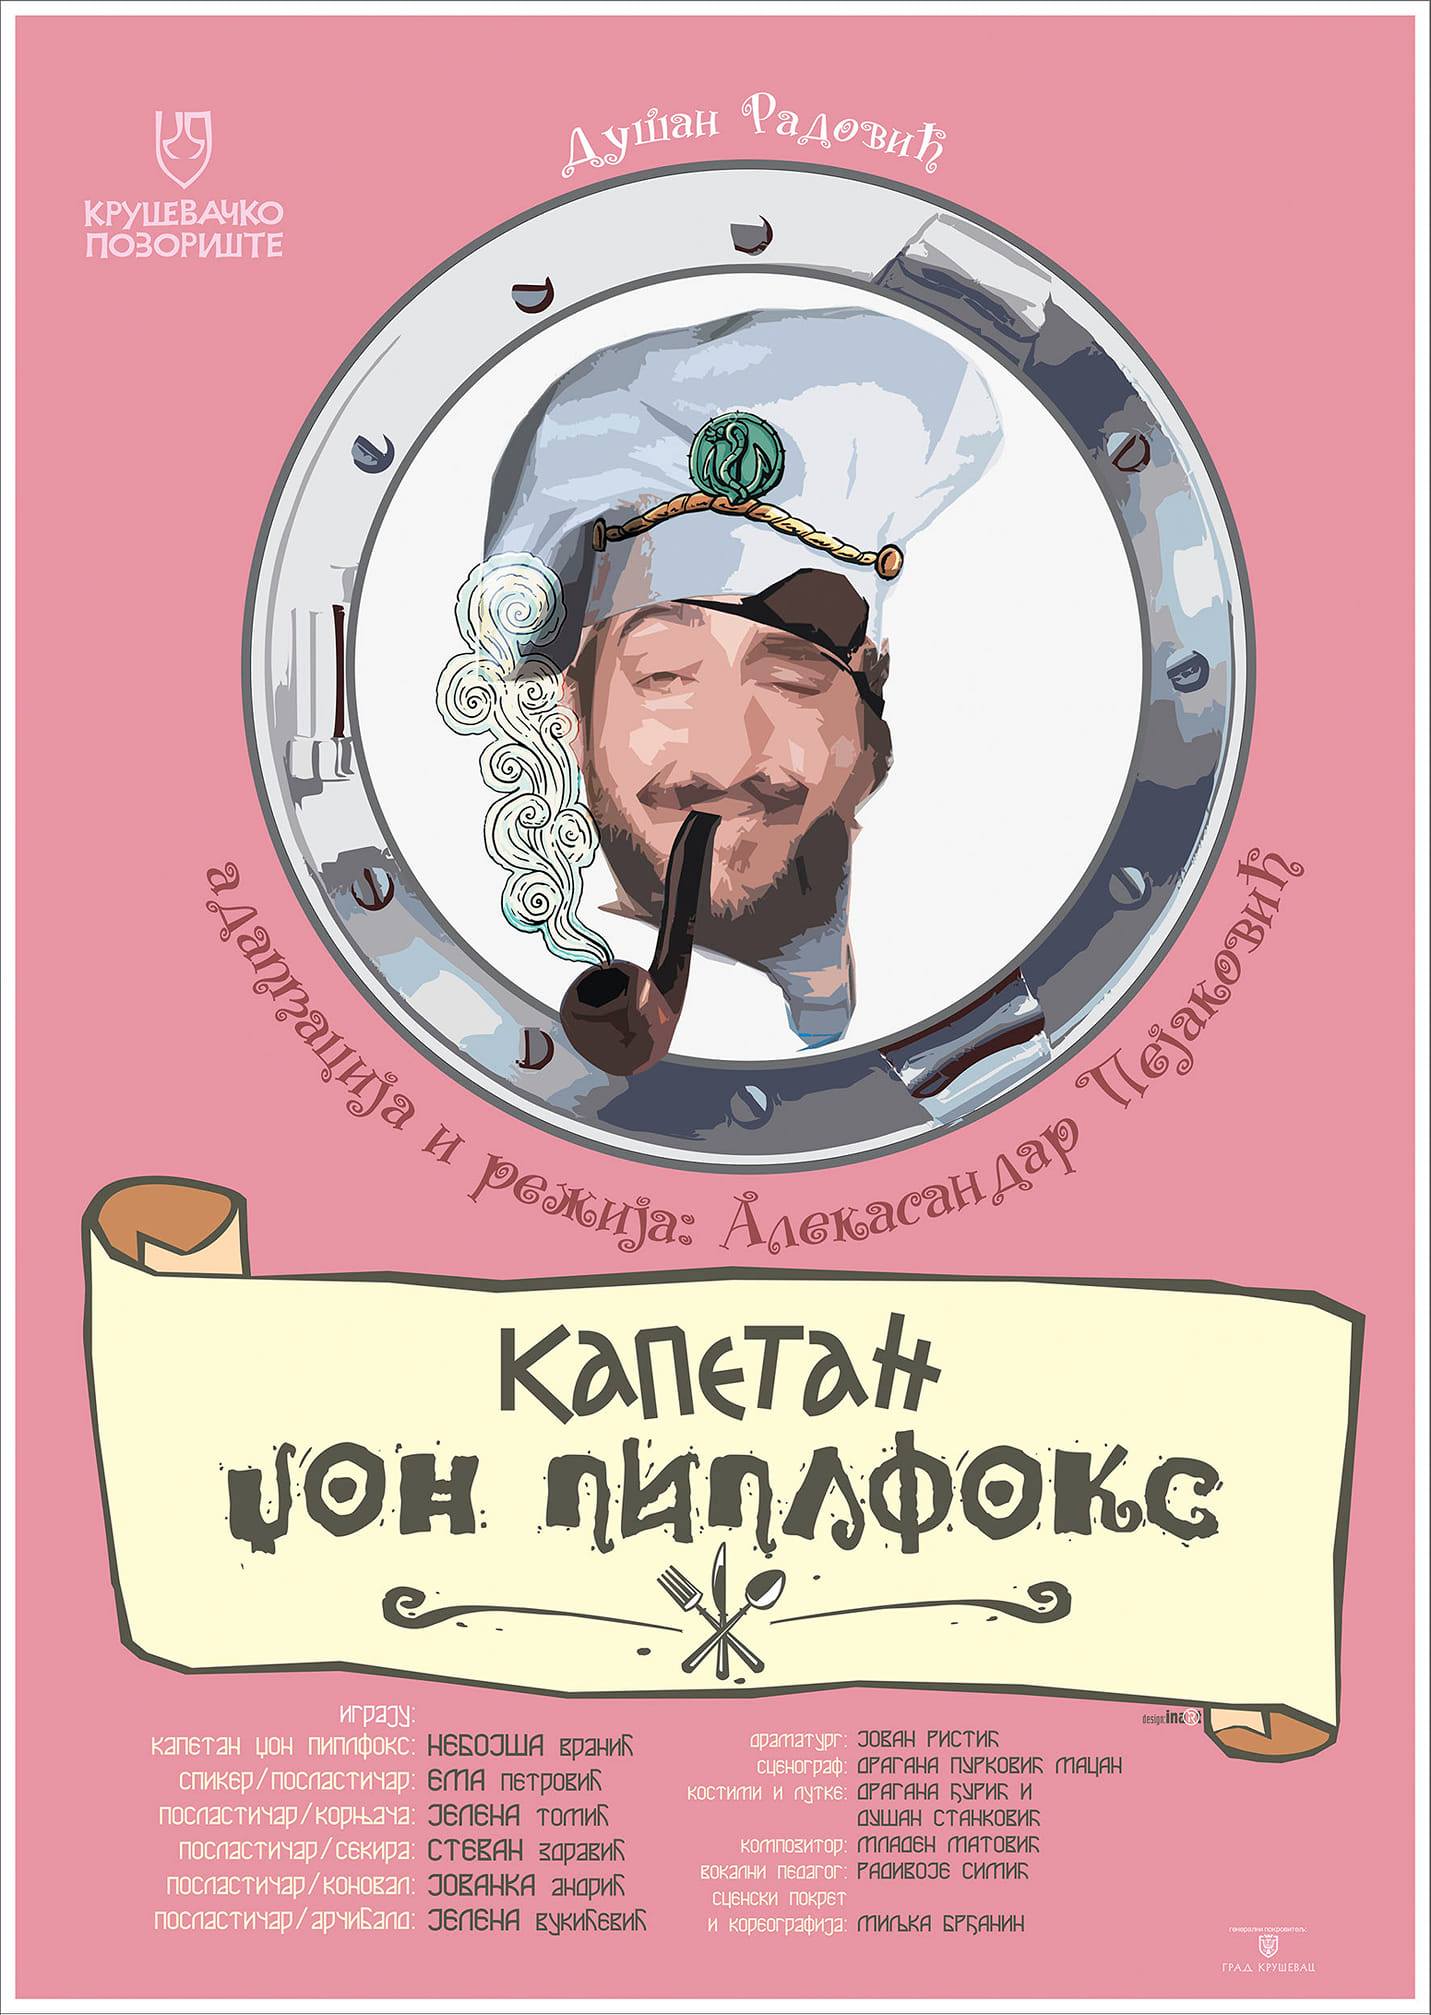 Душан Радовић
КРУШЕВАЧКО
ПОЗОРИШТЕ
адаптација и режија: Алекасандар Пејаковић
Капетан
Џон Пиплфокс
играју:
капетан Џон Пиплфокс: НЕБОЈША Вранић
спикер/посластичар: ЕМА Петровић
посластичар/корњача: ЈЕЛЕНА Томић
посластичар/секира: СТЕВАН Здравић
посластичар/коновал: ЈОВАНКА Андрић
посластичар/арчибалд: ЈЕЛЕНА Вукићевић
design:ina®
драматург: ЈОВАН РИСТИЋ
сценограф: ДРАГАНА ПУРКОВИЋ МАЦАН
костими и лутке: ДРАГАНА ЂУРИЋ И
ДУШАН СТАНКОВИЋ
композитор: МЛАДЕН МАТОВИЋ
вокални педагог: РАДИВОЈЕ СИМИЋ
сценски покрет
и кореографија: МИЉКА БРЂАНИН
генерални покровитељ:
ГРАД КРУШЕВАЦ